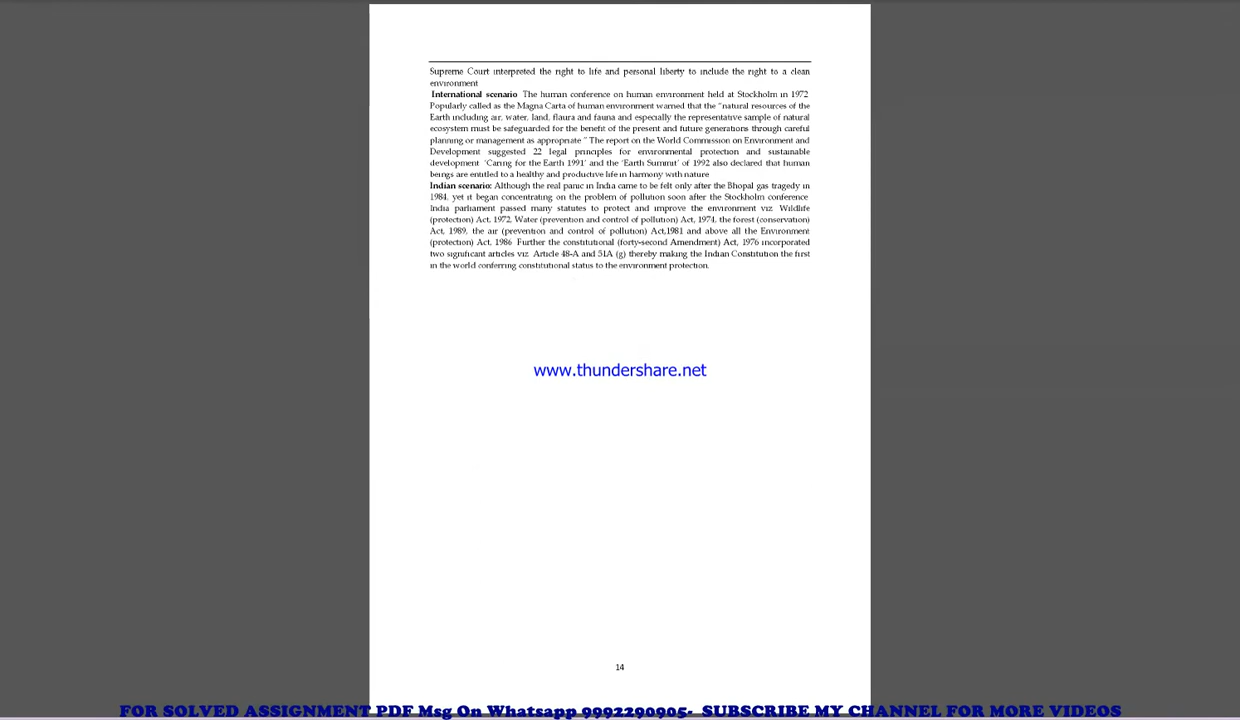 Supreme Court interpreted the right to life and personal liberty to include the right to a clean
environment
International scenario The human conference on human environment held at Stockholm in 1972
Popularly called as the Magna Carta of human environment warned that the "natural resources of the
Earth including air, water, land, flaura and fauna and especially the representative sample of natural
ecosystem must be safeguarded for the benefit of the present and future generations through careful
planning or management as appropriate" The report on the World Commission on Environment and
Development suggested 22 legal principles for environmental protection and sustainable
development 'Caring for the Earth 1991' and the 'Earth Summit' of 1992 also declared that human
beings are entitled to a healthy and productive life in harmony with nature
Indian scenario: Although the real panic in India came to be felt only after the Bhopal gas tragedy in
1984, yet it began concentrating on the problem of pollution soon after the Stockholm conference
India parliament passed many statutes to protect and improve the environment viz Wildlife
(protection) Act, 1972, Water (prevention and control of pollution) Act, 1974, the forest (conservation)
Act, 1989, the air (prevention and control of pollution) Act,1981 and above all the Environment
(protection) Act, 1986 Further the constitutional (forty-second Amendment) Act, 1976 incorporated
two significant articles viz Article 48-A and 51A (g) thereby making the Indian Constitution the first
in the world conferring constitutional status to the environment protection.
www.thundershare.net
14
FOR SOLVED ASSIGNMENT PDF Msg On Whatsapp 9992290905- SUBSCRIBE MY CHANNEL FOR MORE VIDEOS